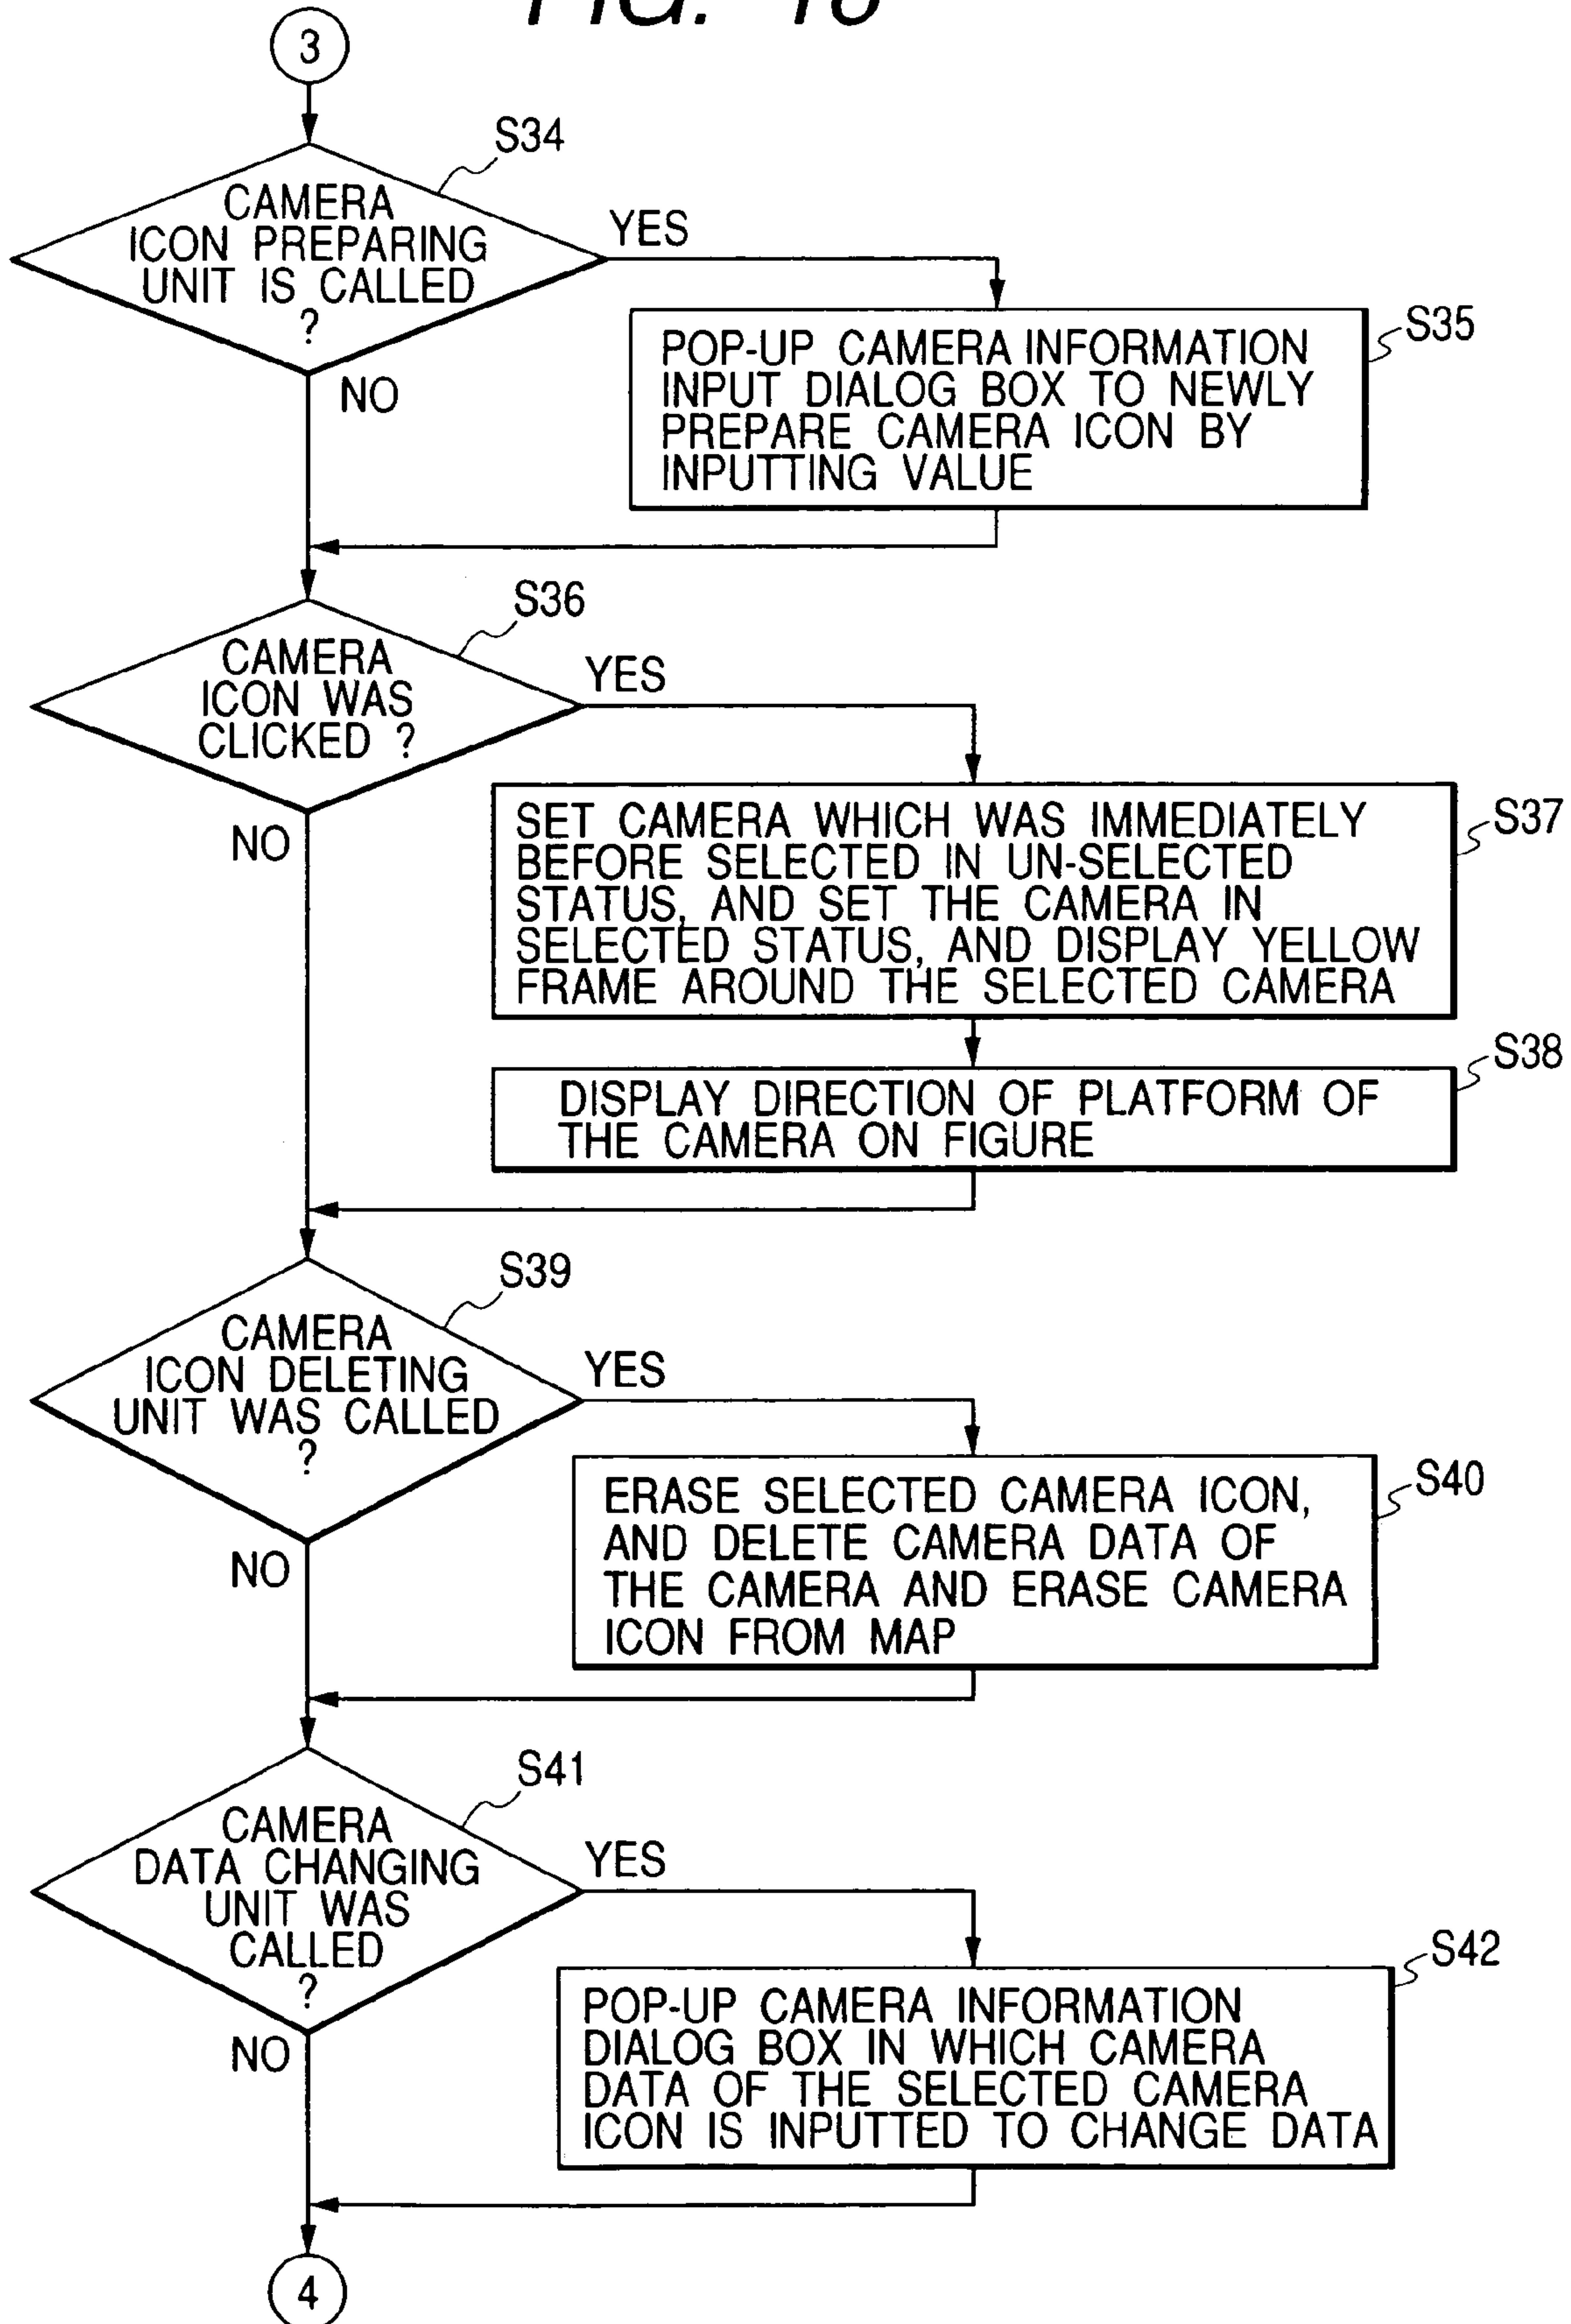 FIG.
3
S34
CAMERA
ICON PREPARING
UNIT IS CALLED
?
YES
NO
S35
POP-UP CAMERA INFORMATION
INPUT DIALOG BOX TO NEWLY
PREPARE CAMERA ICON BY
INPUTTING VALUE
S36
CAMERA
ICON WAS
CLICKED ?
YES
NO
S37
SET CAMERA WHICH WAS IMMEDIATELY
BEFORE SELECTED IN UN-SELECTED
STATUS, AND SET THE CAMERA IN
SELECTED STATUS, AND DISPLAY YELLOW
FRAME AROUND THE SELECTED CAMERA
S38
DISPLAY DIRECTION OF PLATFORM OF
THE CAMERA ON FIGURE
S39
CAMERA
ICON DELETING
UNIT WAS CALLED
?
YES
NO
S40
ERASE SELECTED CAMERA ICON,
AND DELETE CAMERA DATA OF
THE CAMERA AND ERASE CAMERA
ICON FROM MAP
S41
CAMERA
DATA CHANGING
UNIT WAS
CALLED
?
YES
NO
S42
POP-UP CAMERA INFORMATION
DIALOG BOX IN WHICH CAMERA
DATA OF THE SELECTED CAMERA
ICON IS INPUTTED TO CHANGE DATA
4